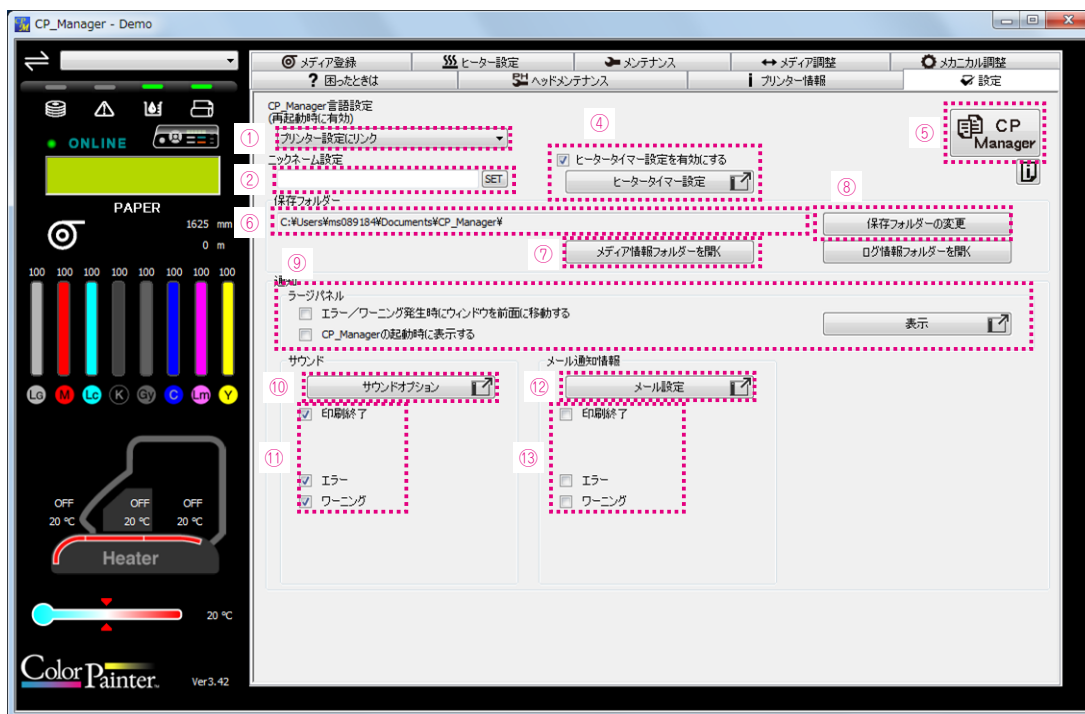 CP_Manager - Demo
メディア登録
ヒーター設定
メンテナンス
メディア調整
メカニカル調整
? 困ったときは
PH ヘッドメンテナンス
i プリンター情報
設定
ONLINE
PAPER
1625 mm
0 m
100 100 100 100 100 100 100 100
Lg M Lc K Gy C Lm Y
OFF OFF OFF
20 ℃ 20 ℃ 20 ℃
Heater
20 ℃
Color Painter
Ver3.42
CP_Manager言語設定
(再起動時に有効)
① プリンター設定にリンク
ニックネーム設定
② SET
④
ヒータータイマー設定を有効にする
ヒータータイマー設定
⑤ CP Manager
保存フォルダー
⑥ C:¥Users¥ms089184¥Documents¥CP_Manager¥
⑧
保存フォルダーの変更
⑦ メディア情報フォルダーを開く
ログ情報フォルダーを開く
⑨
ラージパネル
エラー/ワーニング発生時にウィンドウを前面に移動する
CP_Managerの起動時に表示する
表示
サウンド
⑩ サウンドオプション
⑪
印刷終了
エラー
ワーニング
メール通知情報
⑫ メール設定
⑬
印刷終了
エラー
ワーニング